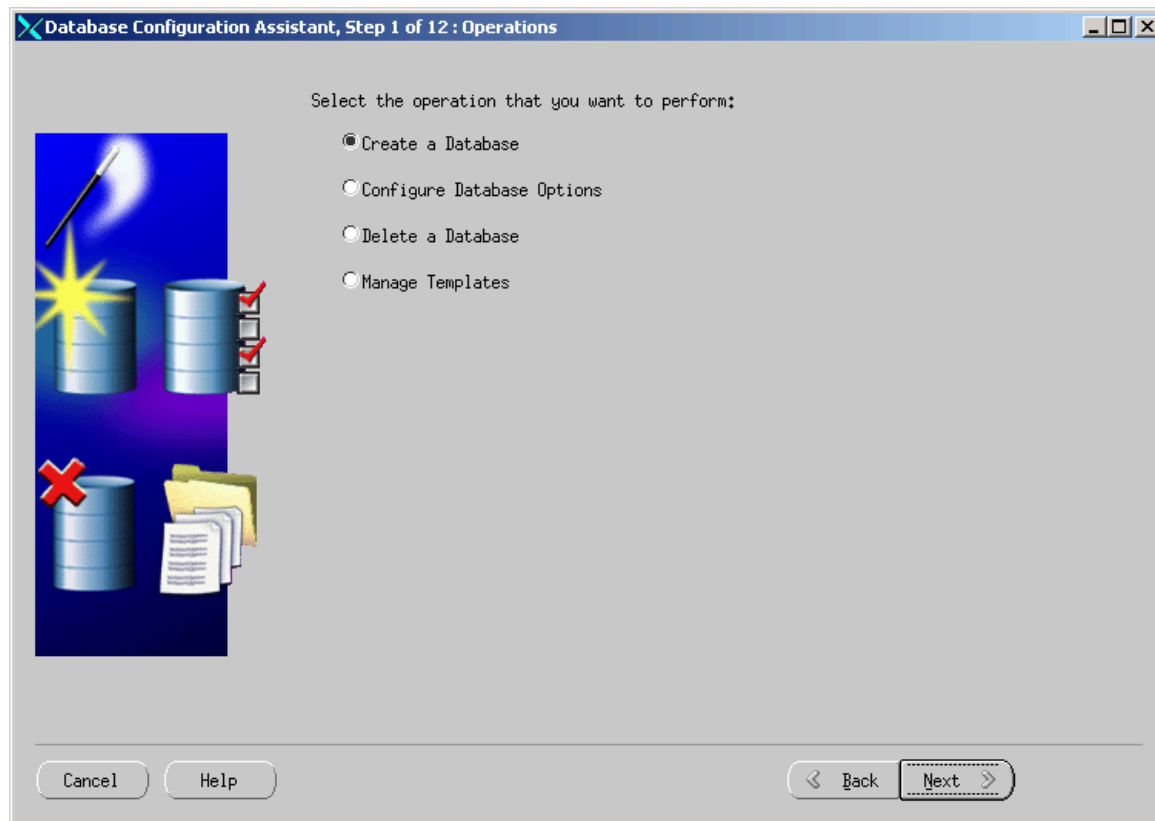 Database Configuration Assistant, Step 1 of 12 : Operations
Select the operation that you want to perform:
Create a Database
Configure Database Options
Delete a Database
Manage Templates
Cancel
Help
Back
Next